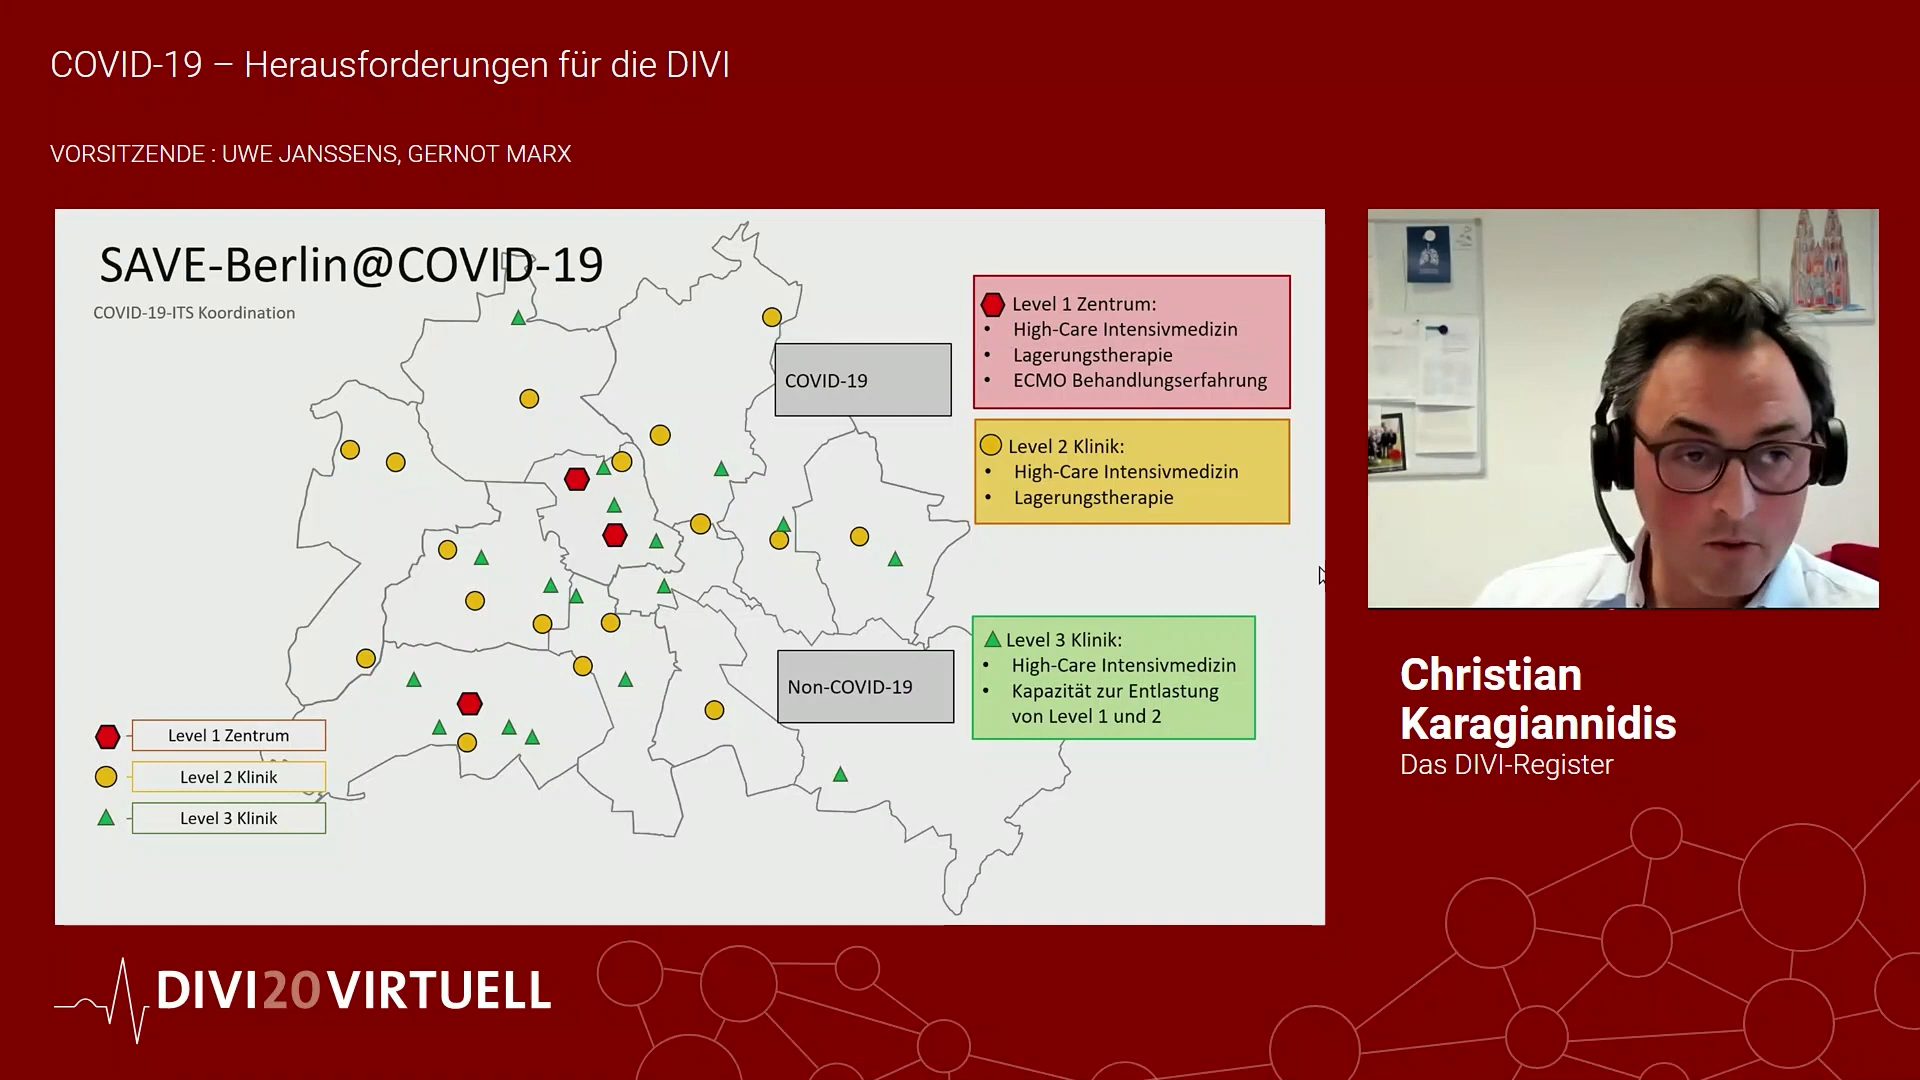 COVID-19 – Herausforderungen für die DIVI
VORSITZENDE : UWE JANSSENS, GERNOT MARX
SAVE-Berlin@COVID-19
COVID-19-ITS Koordination
COVID-19
Level 1 Zentrum:
• High-Care Intensivmedizin
• Lagerungstherapie
• ECMO Behandlungserfahrung
Level 2 Klinik:
• High-Care Intensivmedizin
• Lagerungstherapie
Non-COVID-19
Level 3 Klinik:
• High-Care Intensivmedizin
• Kapazität zur Entlastung
von Level 1 und 2
Level 1 Zentrum
Level 2 Klinik
Level 3 Klinik
Christian
Karagiannidis
Das DIVI-Register
DIVI20VIRTUELL